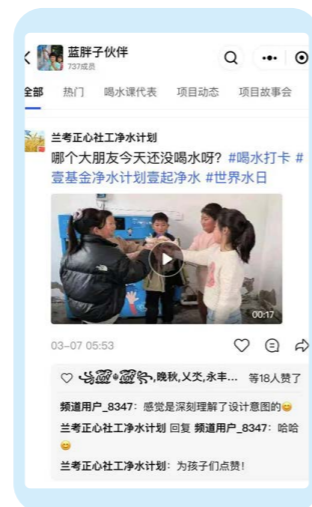 蓝胖子伙伴
737成员
全部 热门 喝水课代表 项目动态 项目故事会
兰考正心社工净水计划
哪个大朋友今天还没喝水呀？#喝水打卡 #
壹基金净水计划壹起净水 #世界水日
00:17
03-07 05:53
晚秋,乂烾,永丰... 等18人赞了
频道用户_8347：感觉是深刻理解了设计意图的
兰考正心社工净水计划 回复 频道用户_8347：哈哈
兰考正心社工净水计划：为孩子们点赞！